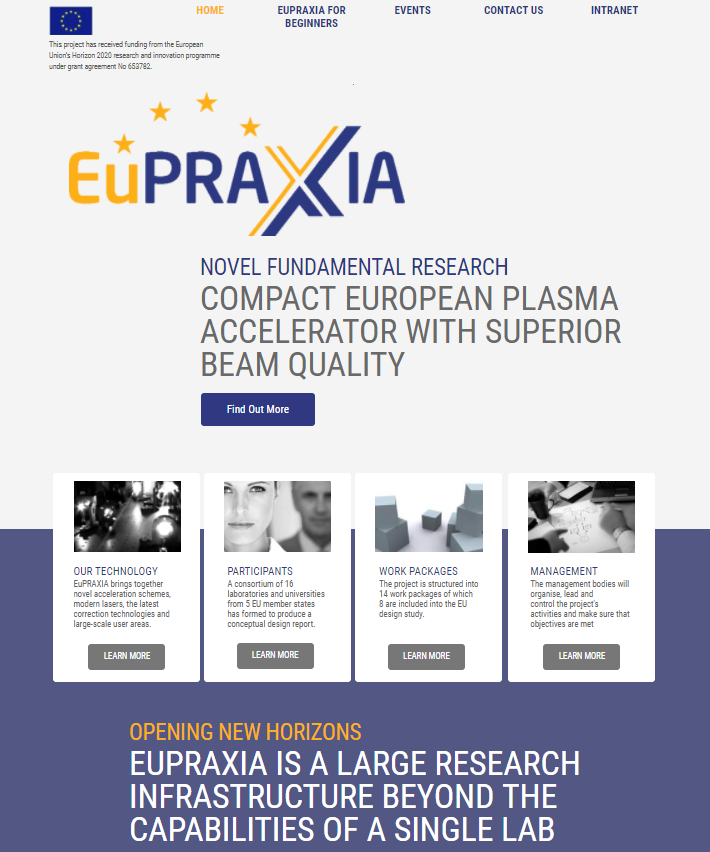 HOME
EUPRAXIA FOR
BEGINNERS
EVENTS
CONTACT US
INTRANET
This project has received funding from the European
Union's Horizon 2020 research and innovation programme
under grant agreement No 653782.
EuPRAXIA
NOVEL FUNDAMENTAL RESEARCH
COMPACT EUROPEAN PLASMA
ACCELERATOR WITH SUPERIOR
BEAM QUALITY
Find Out More
OUR TECHNOLOGY
EuPRAXIA brings together
novel acceleration schemes,
modern lasers, the latest
correction technologies and
large-scale user areas.
LEARN MORE
PARTICIPANTS
A consortium of 16
laboratories and universities
from 5 EU member states
has formed to produce a
conceptual design report.
LEARN MORE
WORK PACKAGES
The project is structured into
14 work packages of which
8 are included into the EU
design study.
LEARN MORE
MANAGEMENT
The management bodies will
organise, lead and
control the project's
activities and make sure that
objectives are met
LEARN MORE
OPENING NEW HORIZONS
EUPRAXIA IS A LARGE RESEARCH
INFRASTRUCTURE BEYOND THE
CAPABILITIES OF A SINGLE LAB